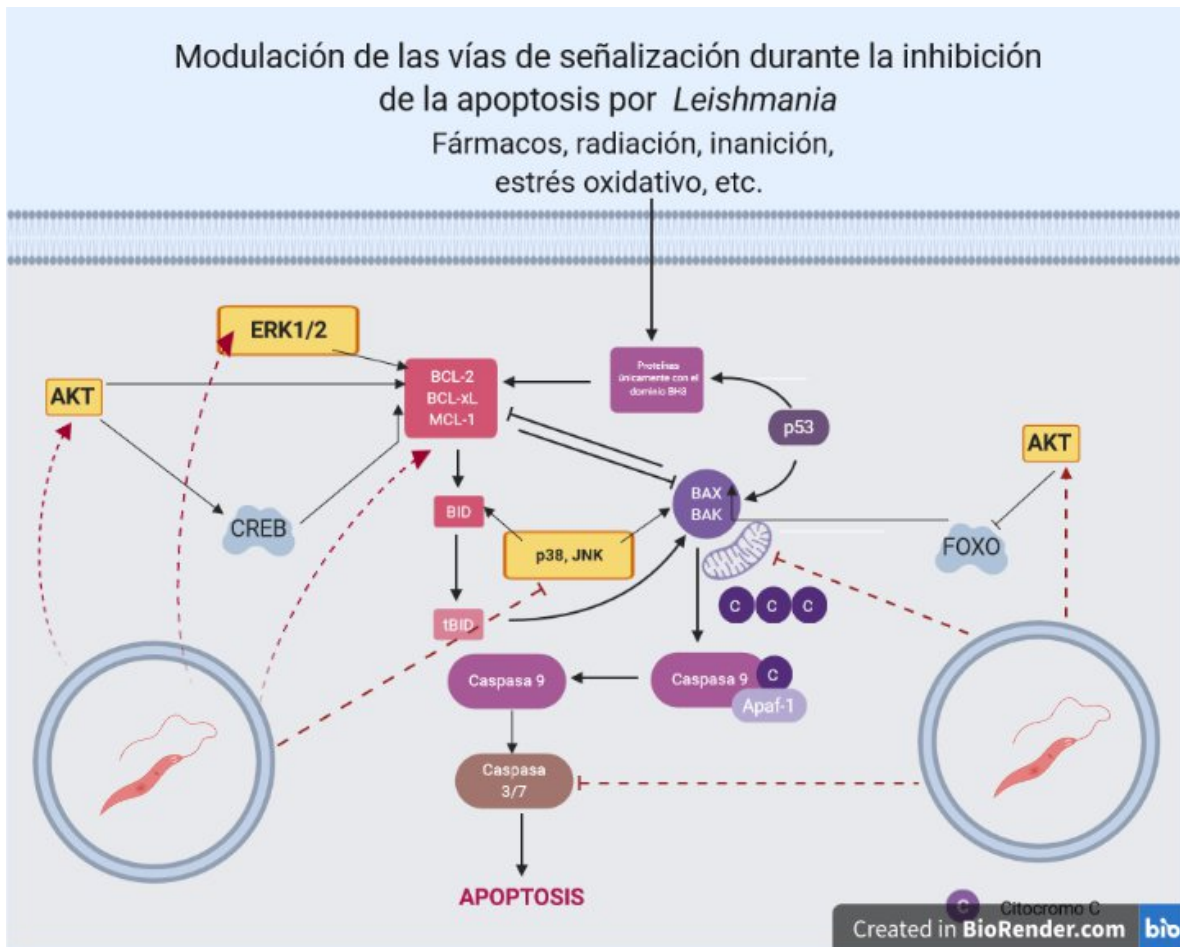 Modulación de las vías de señalización durante la inhibición
de la apoptosis por Leishmania
Fármacos, radiación, inanición,
estrés oxidativo, etc.
ERK1/2
AKT
BCL-2
BCL-xL
MCL-1
Proteínas
únicamente con el
dominio BH3
p53
AKT
CREB
BID
p38, JNK
BAX
BAK
FOXO
tBID
C C C
Caspasa 9
Caspasa 9
C
Apaf-1
Caspasa
3/7
APOPTOSIS
C Citocromo C
Created in BioRender.com bio